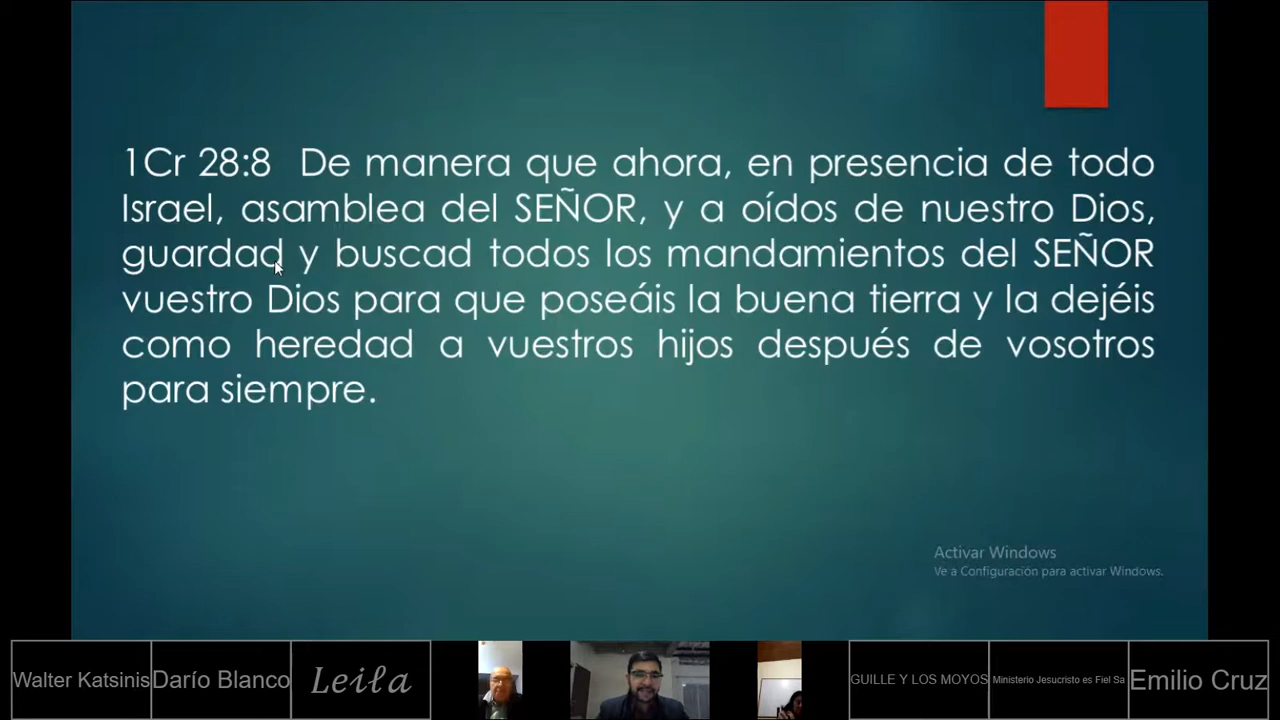 1Cr 28:8 De manera que ahora, en presencia de todo
Israel, asamblea del SEÑOR, y a oídos de nuestro Dios,
guardad y buscad todos los mandamientos del SEÑOR
vuestro Dios para que poseáis la buena tierra y la dejéis
como heredad a vuestros hijos después de vosotros
para siempre.
Activar Windows
Ve a Configuración para activar Windows.
Walter Katsinis
Darío Blanco
Leila
GUILLE Y LOS MOYOS
Ministerio Jesucristo es Fiel Sa
Emilio Cruz